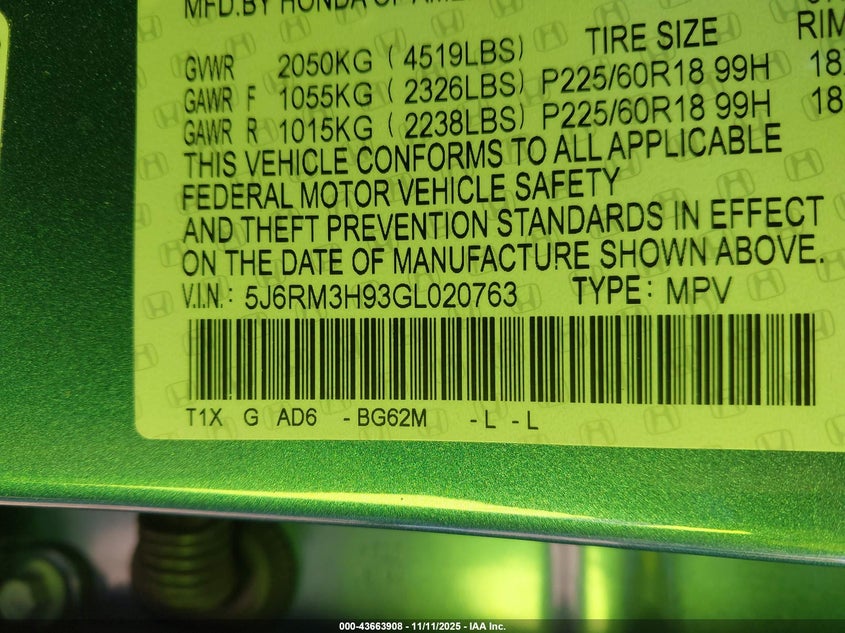 MFD.BY HONDA OF
TIRE SIZE RIM
GVWR 2050KG ( 4519LBS)
GAWR F 1055KG ( 2326LBS) P225/60R18 99H 18
GAWR R 1015KG ( 2238LBS) P225/60R18 99H 18
THIS VEHICLE CONFORMS TO ALL APPLICABLE
FEDERAL MOTOR VEHICLE SAFETY
AND THEFT PREVENTION STANDARDS IN EFFECT
ON THE DATE OF MANUFACTURE SHOWN ABOVE.
V.I.N.: 5J6RM3H93GL020763 TYPE: MPV
T1X G AD6 - BG62M - L - L
000-43663908 - 11/11/2025 - IAA Inc.